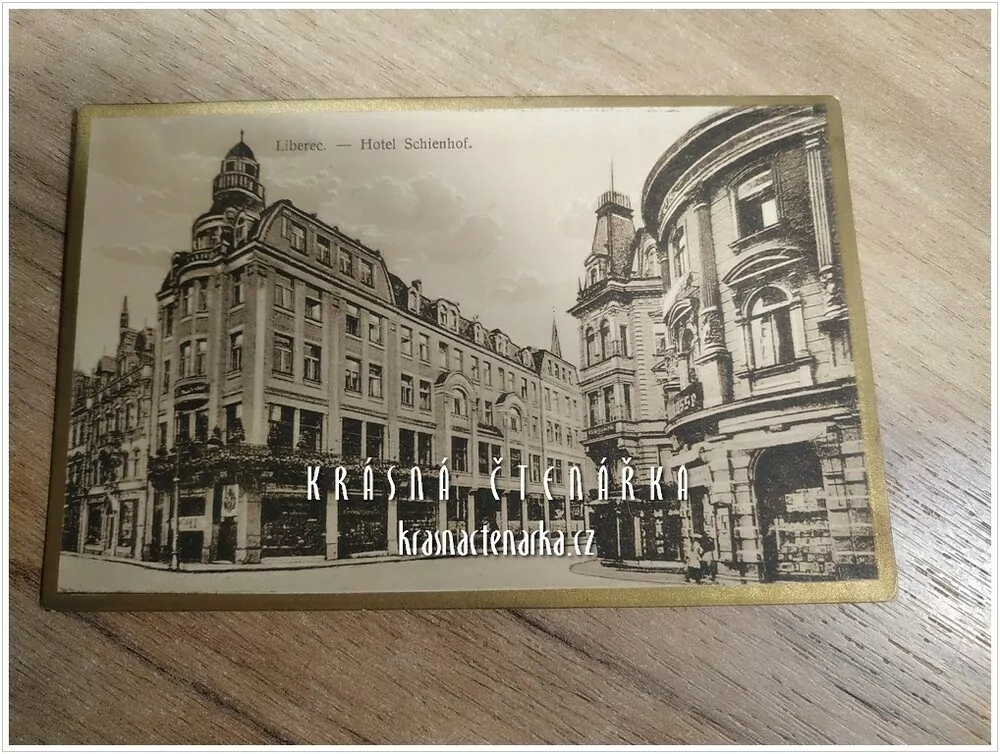 Liberec. — Hotel Schienhof.
KRÁSNÁ ČTENÁŘKA
krasnactenarka.cz